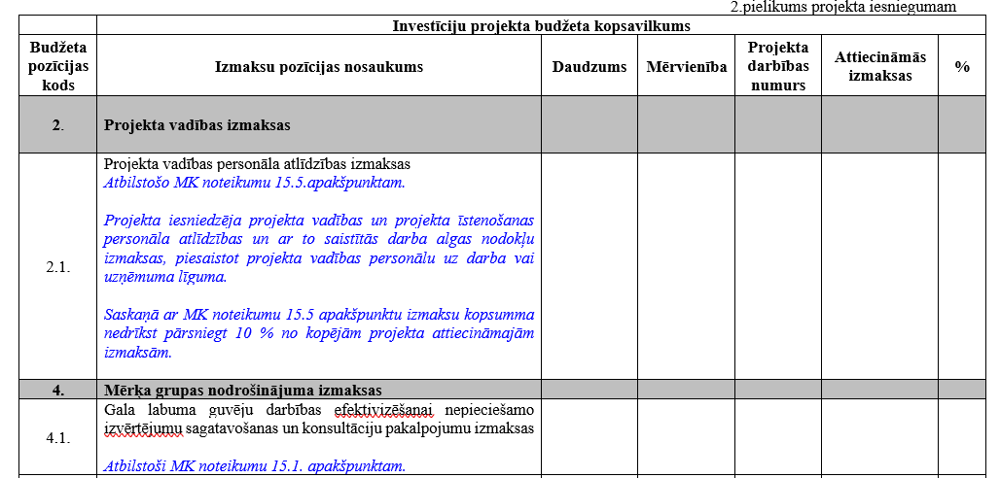 2.pielikums projekta iesniegumam
Investīciju projekta budžeta kopsavilkums
Budžeta pozīcijas kods
Izmaksu pozīcijas nosaukums
Daudzums
Mērvienība
Projekta darbības numurs
Attiecināmās izmaksas
%
2.
Projekta vadības izmaksas
2.1.
Projekta vadības personāla atlīdzības izmaksas
Atbilstošo MK noteikumu 15.5.apakšpunktam.
Projekta iesniedzēja projekta vadības un projekta īstenošanas
personāla atlīdzības un ar to saistītās darba algas nodokļu
izmaksas, piesaistot projekta vadības personālu uz darba vai
uzņēmuma līguma.
Saskaņā ar MK noteikumu 15.5 apakšpunktu izmaksu kopsumma
nedrīkst pārsniegt 10 % no kopējām projekta attiecināmajām
izmaksām.
4.
Mērķa grupas nodrošinājuma izmaksas
4.1.
Gala labuma guvēju darbības efektivizēšanai nepieciešamo
izvērtējumu sagatavošanas un konsultāciju pakalpojumu izmaksas
Atbilstoši MK noteikumu 15.1. apakšpunktam.